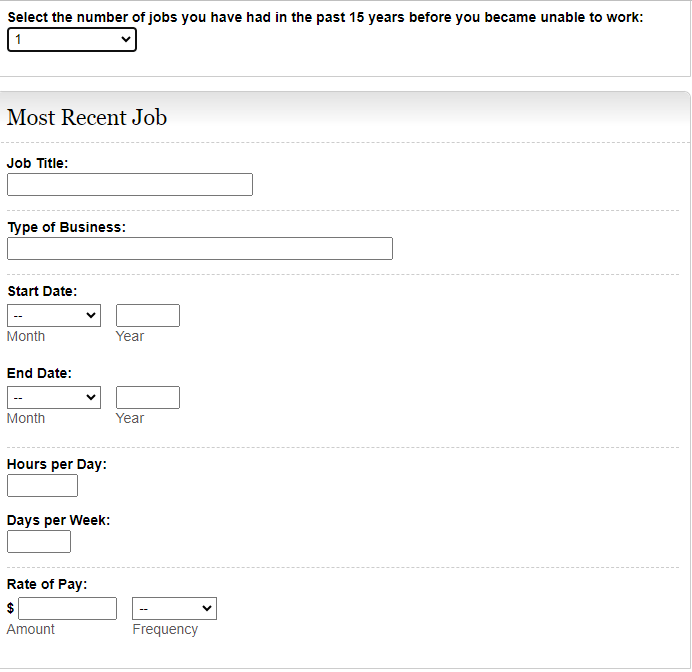 Select the number of jobs you have had in the past 15 years before you became unable to work:
1
Most Recent Job
Job Title:
Type of Business:
Start Date:
--
Month Year
End Date:
--
Month Year
Hours per Day:
Days per Week:
Rate of Pay:
$ --
Amount Frequency